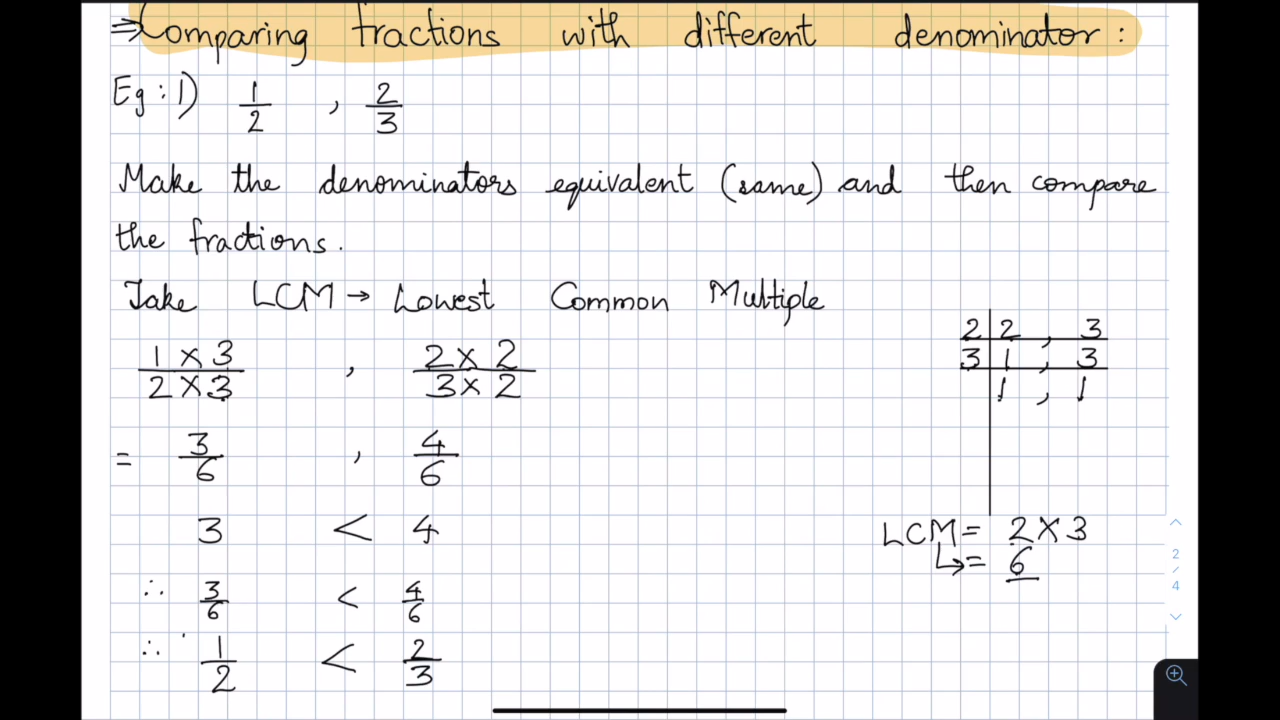 ⇒ Comparing fractions with different denominator :
Eg : 1) 1/2 , 2/3
Make the denominators equivalent (same) and then compare
the fractions.
Take LCM → Lowest Common Multiple
1 × 3 / 2 × 3 , 2 × 2 / 3 × 2
= 3/6 , 4/6
3 < 4
∴ 3/6 < 4/6
∴ 1/2 < 2/3
2 | 2 , 3
3 | 1 , 3
1 , 1
LCM = 2 × 3
↳ = 6
2
/
4